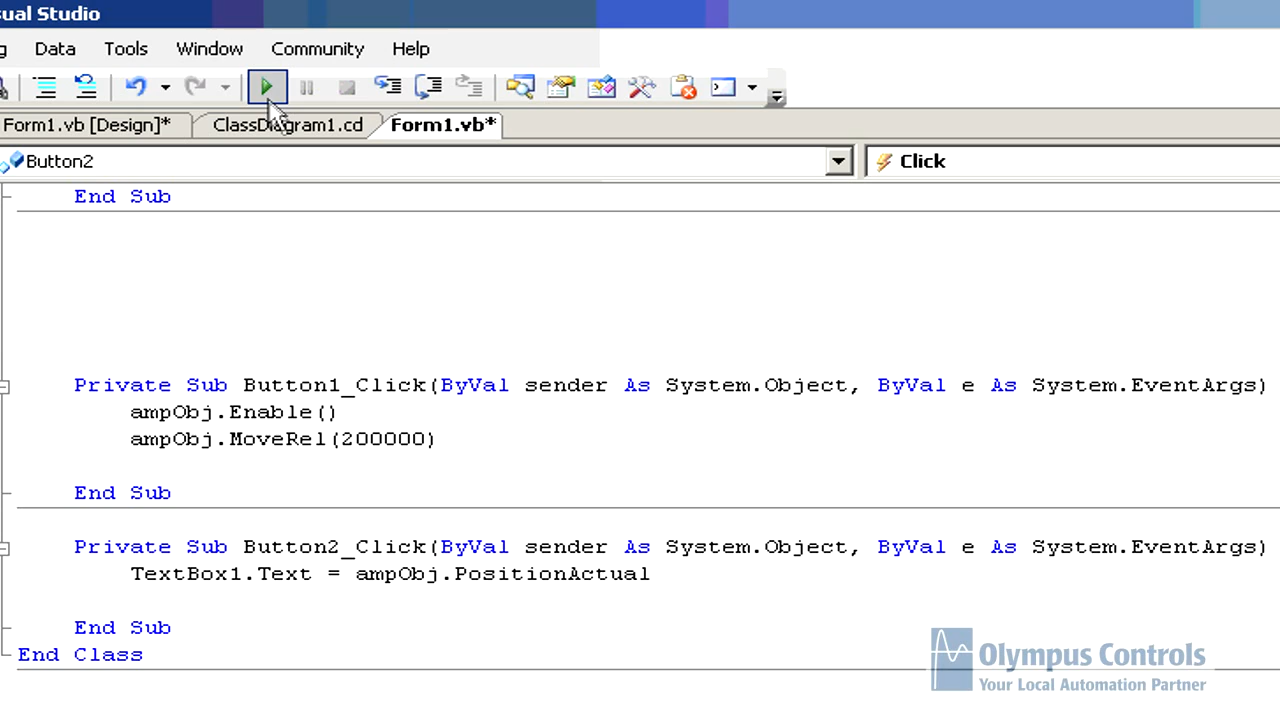 sual Studio
g Data Tools Window Community Help
Form1.vb [Design]* ClassDiagram1.cd Form1.vb*
Button2 Click
End Sub
Private Sub Button1_Click(ByVal sender As System.Object, ByVal e As System.EventArgs)
ampObj.Enable()
ampObj.MoveRel(200000)
End Sub
Private Sub Button2_Click(ByVal sender As System.Object, ByVal e As System.EventArgs)
TextBox1.Text = ampObj.PositionActual
End Sub
End Class
Olympus Controls
Your Local Automation Partner